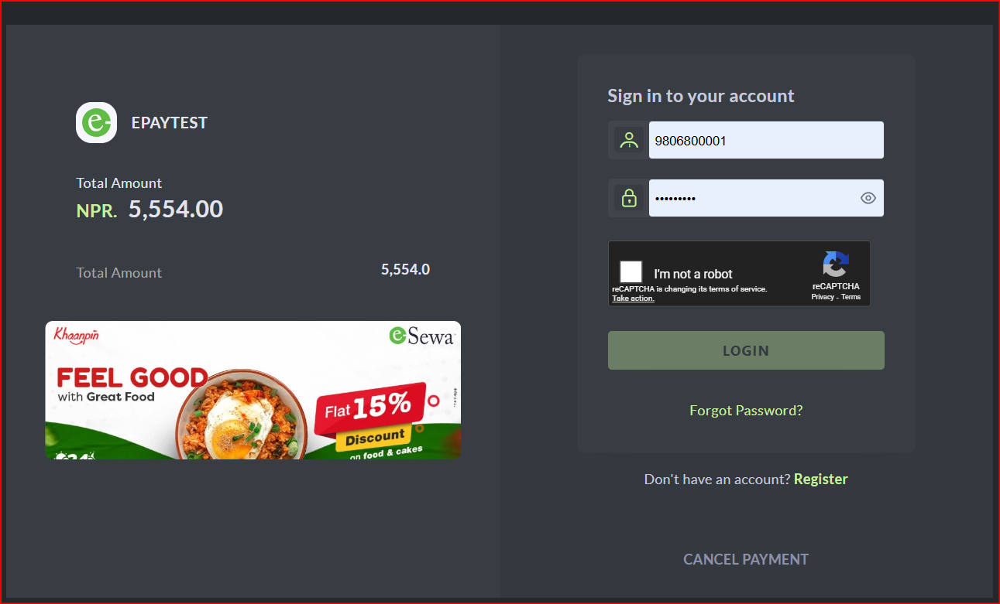 EPAYTEST
Total Amount
NPR. 5,554.00
Total Amount 5,554.0
Khaanpin
eSewa
FEEL GOOD
with Great Food
Flat 15%
Discount
on food & cakes
Sign in to your account
9806800001
•••••••••
I'm not a robot
reCAPTCHA is changing its terms of service.
Take action.
reCAPTCHA
Privacy - Terms
LOGIN
Forgot Password?
Don't have an account? Register
CANCEL PAYMENT